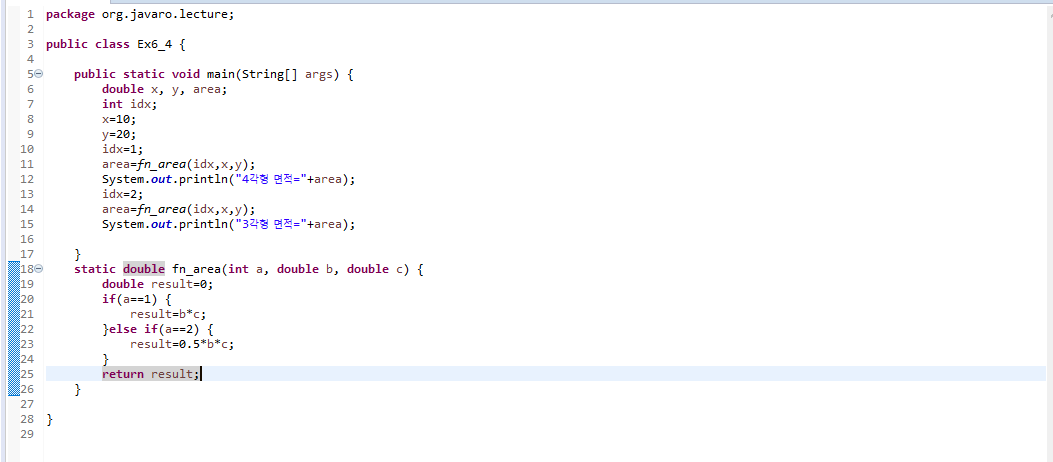 1 package org.javaro.lecture;
2
3 public class Ex6_4 {
4
5 public static void main(String[] args) {
6 double x, y, area;
7 int idx;
8 x=10;
9 y=20;
10 idx=1;
11 area=fn_area(idx,x,y);
12 System.out.println("4각형 면적="+area);
13 idx=2;
14 area=fn_area(idx,x,y);
15 System.out.println("3각형 면적="+area);
16
17 }
18 static double fn_area(int a, double b, double c) {
19 double result=0;
20 if(a==1) {
21 result=b*c;
22 }else if(a==2) {
23 result=0.5*b*c;
24 }
25 return result;
26 }
27
28 }
29